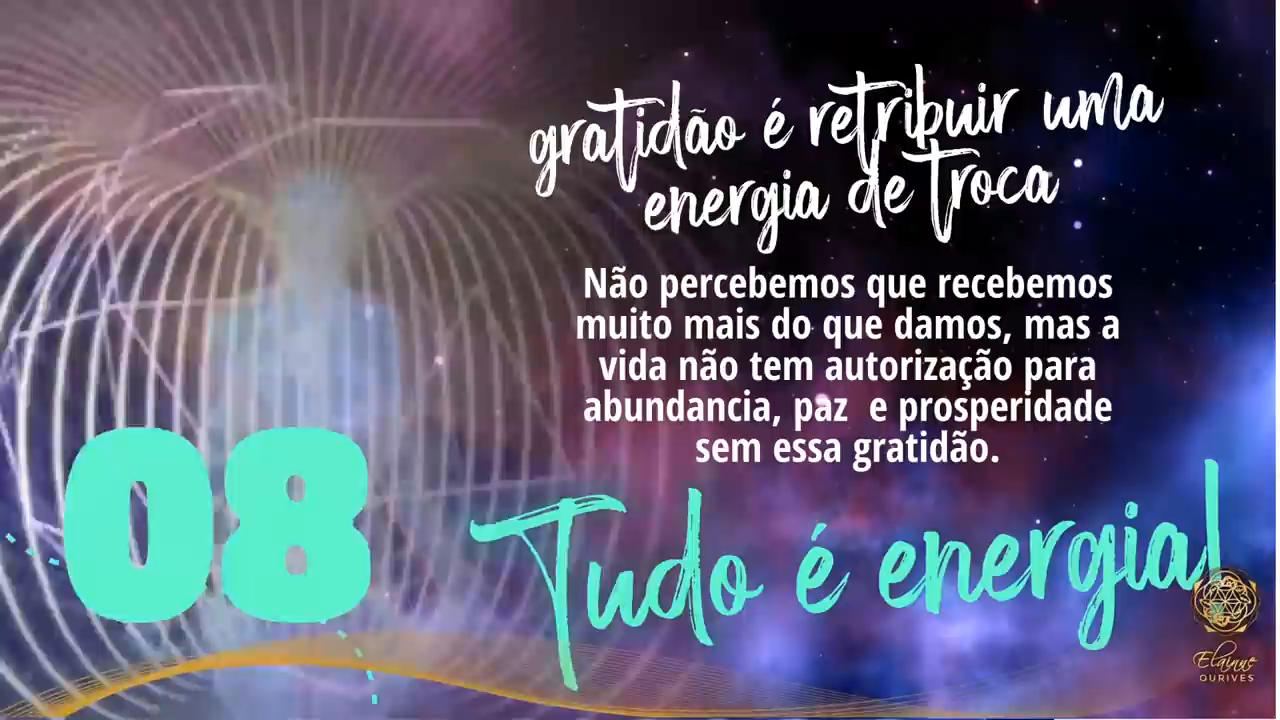 gratidão é retribuir uma
energia de troca
Não percebemos que recebemos
muito mais do que damos, mas a
vida não tem autorização para
abundancia, paz  e prosperidade
sem essa gratidão.
08
Tudo é energia!
Elainne
OURIVES